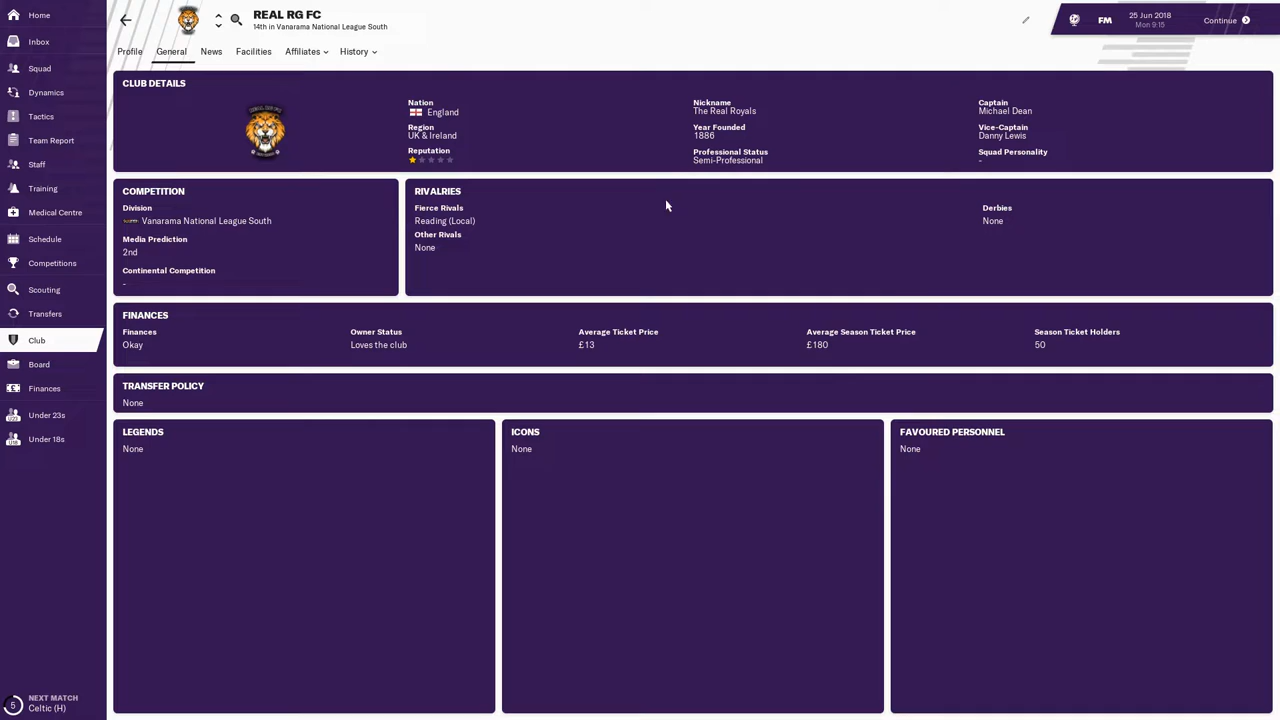 REAL RG FC
14th in Vanarama National League South
25 Jun 2018
Mon 9:15
FM
Continue
Profile
General
News
Facilities
Affiliates
History
Home
Inbox
Squad
Dynamics
Tactics
Team Report
Staff
Training
Medical Centre
Schedule
Competitions
Scouting
Transfers
Club
Board
Finances
Under 23s
Under 18s
5
NEXT MATCH
Celtic (H)
CLUB DETAILS
Nation
England
Region
UK & Ireland
Reputation
Nickname
The Real Royals
Year Founded
1886
Professional Status
Semi-Professional
Captain
Michael Dean
Vice-Captain
Danny Lewis
Squad Personality
-
COMPETITION
Division
Vanarama National League South
Media Prediction
2nd
Continental Competition
-
RIVALRIES
Fierce Rivals
Reading (Local)
Other Rivals
None
Derbies
None
FINANCES
Finances
Okay
Owner Status
Loves the club
Average Ticket Price
£13
Average Season Ticket Price
£180
Season Ticket Holders
50
TRANSFER POLICY
None
LEGENDS
None
ICONS
None
FAVOURED PERSONNEL
None